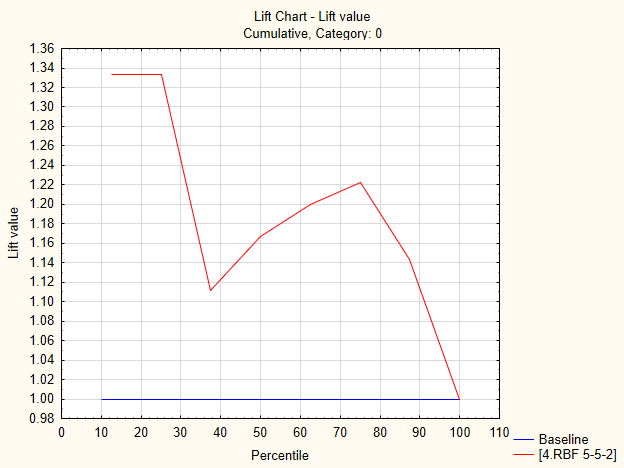 Lift Chart - Lift value
Cumulative, Category: 0
1.36
1.34
1.32
1.30
1.28
1.26
1.24
1.22
1.20
1.18
1.16
1.14
1.12
1.10
1.08
1.06
1.04
1.02
1.00
0.98
Lift value
0 10 20 30 40 50 60 70 80 90 100 110
Percentile
Baseline
[4.RBF 5-5-2]